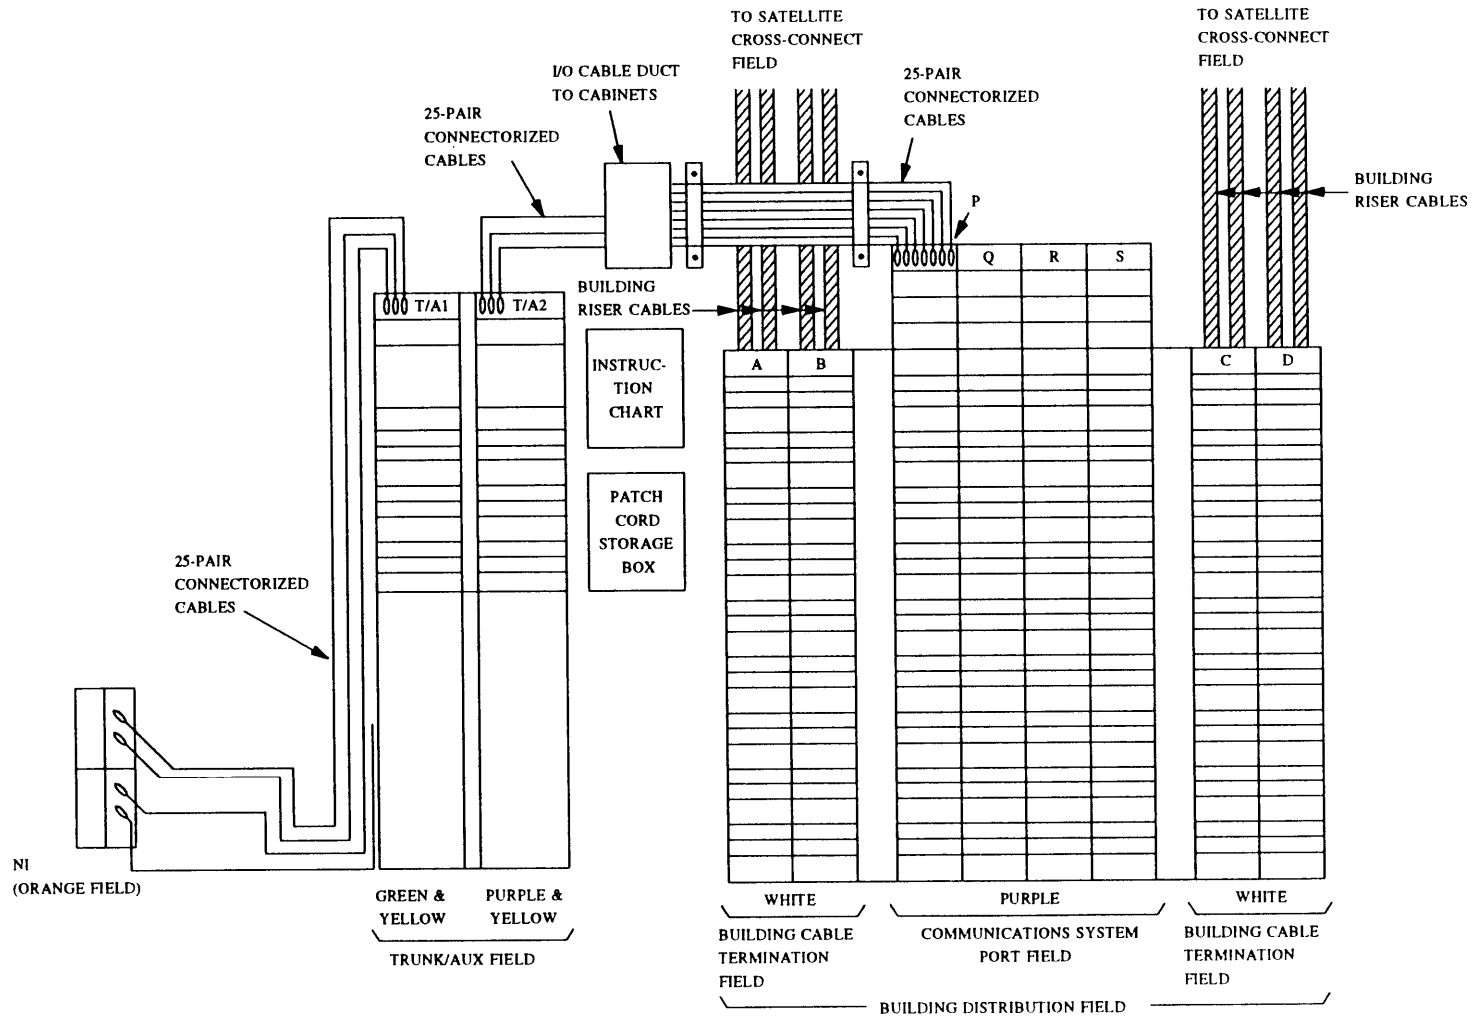 TO SATELLITE
CROSS-CONNECT
FIELD
TO SATELLITE
CROSS-CONNECT
FIELD
I/O CABLE DUCT
TO CABINETS
25-PAIR
CONNECTORIZED
CABLES
25-PAIR
CONNECTORIZED
CABLES
BUILDING
RISER CABLES
P
Q
R
S
BUILDING
RISER CABLES
T/A1
T/A2
INSTRUC-
TION
CHART
A
B
C
D
PATCH
CORD
STORAGE
BOX
25-PAIR
CONNECTORIZED
CABLES
NI
(ORANGE FIELD)
GREEN &
YELLOW
PURPLE &
YELLOW
TRUNK/AUX FIELD
WHITE
BUILDING CABLE
TERMINATION
FIELD
PURPLE
COMMUNICATIONS SYSTEM
PORT FIELD
WHITE
BUILDING CABLE
TERMINATION
FIELD
BUILDING DISTRIBUTION FIELD